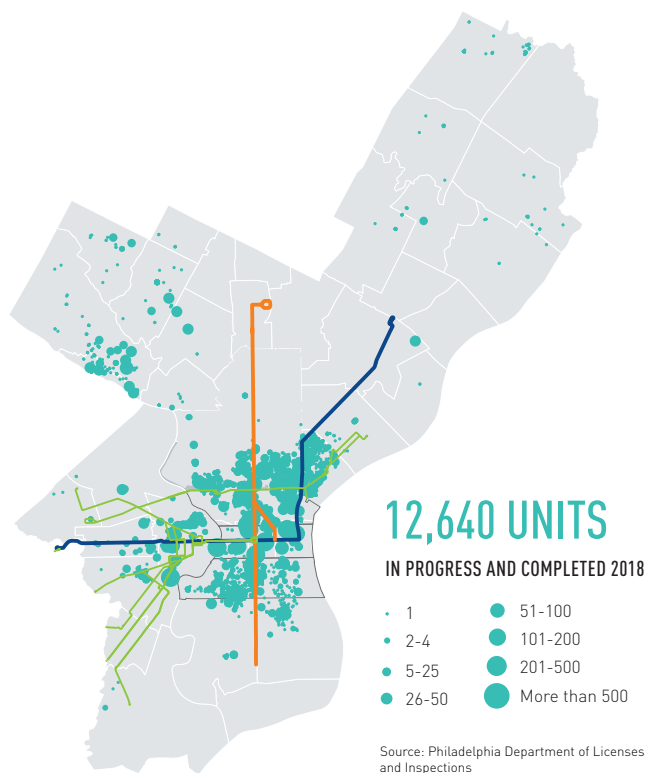 12,640 UNITS
IN PROGRESS AND COMPLETED 2018
1
2-4
5-25
26-50
51-100
101-200
201-500
More than 500
Source: Philadelphia Department of Licenses
and Inspections